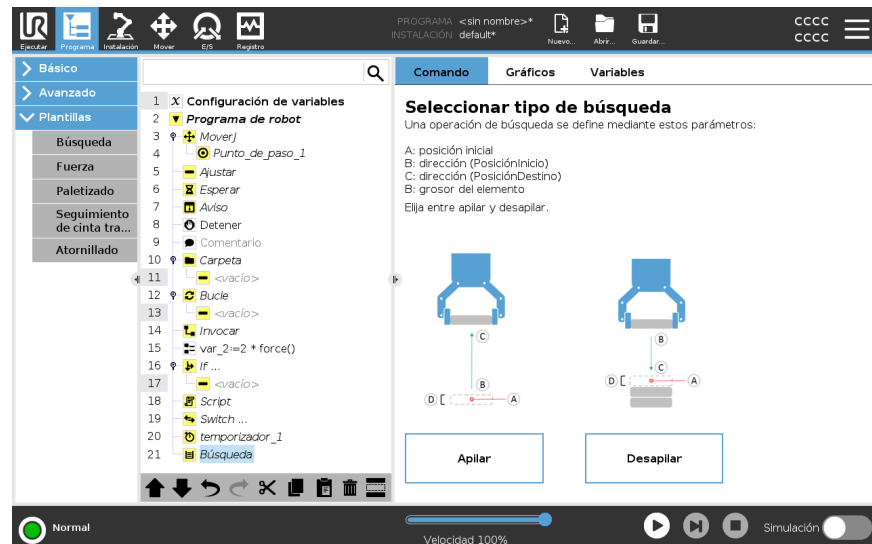 PROGRAMA <sin nombre>*
INSTALACIÓN default*
CCCC
CCCC
Ejecutar
Programa
Instalación
Mover
E/S
Registro
Nuevo...
Abrir...
Guardar...
Básico
Avanzado
Plantillas
Búsqueda
Fuerza
Paletizado
Seguimiento
de cinta tra...
Atornillado
1 X Configuración de variables
2 Programa de robot
3 MoverJ
4 Punto_de_paso_1
5 Ajustar
6 Esperar
7 Aviso
8 Detener
9 Comentario
10 Carpeta
11 <vacío>
12 Bucle
13 <vacío>
14 Invocar
15 var_2:=2 * force()
16 If ...
17 <vacío>
18 Script
19 Switch ...
20 temporizador_1
21 Búsqueda
Comando Gráficos Variables
Seleccionar tipo de búsqueda
Una operación de búsqueda se define mediante estos parámetros:
A: posición inicial
B: dirección (PosiciónInicio)
C: dirección (PosiciónDestino)
B: grosor del elemento
Elija entre apilar y desapilar.
C
B
D
A
B
C
D
A
Apilar
Desapilar
Normal
Velocidad 100%
Simulación